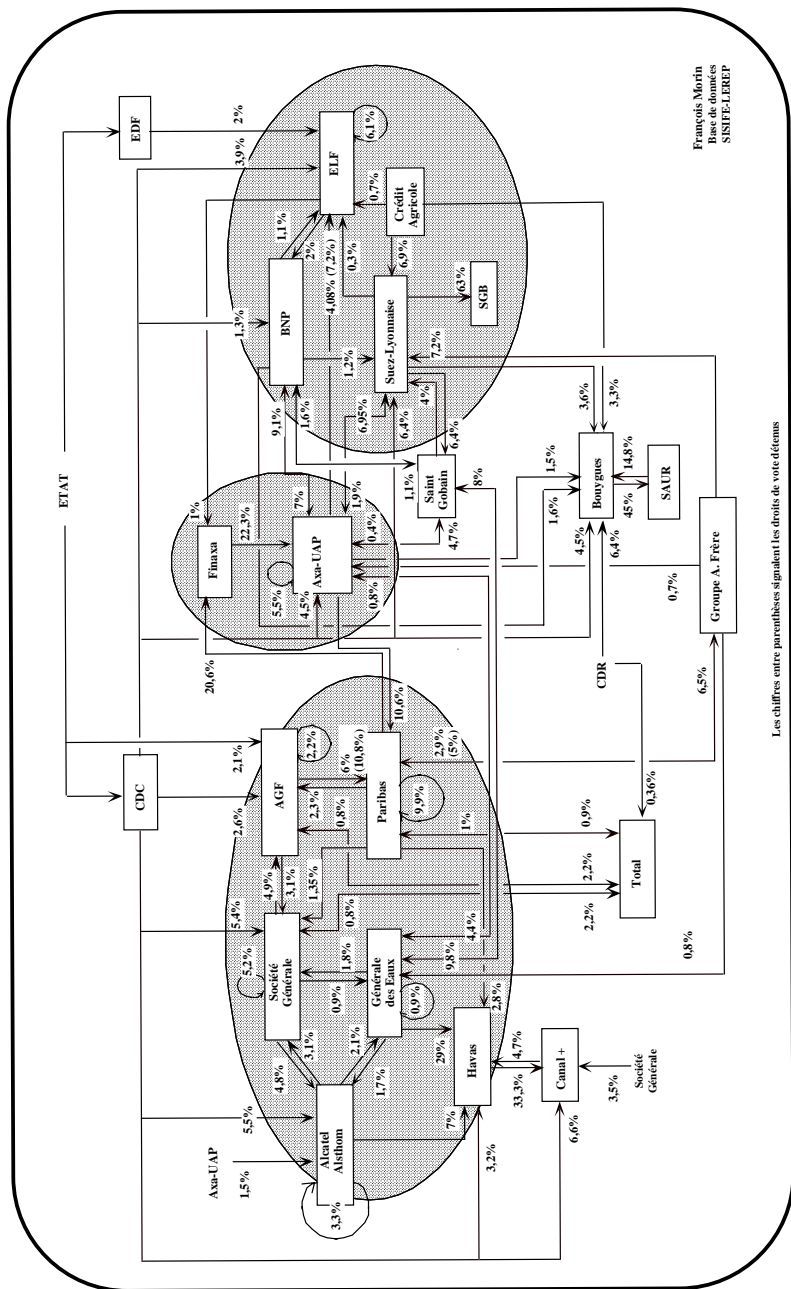 ETAT
EDF
CDC
2%
3,9%
1,3%
2,1%
2,6%
5,4%
5,5%
Axa-UAP
1,5%
Alcatel
Alsthom
3,3%
4,8%
3,1%
2,1%
1,7%
7%
Société
Générale
5,2%
4,9%
3,1%
1,8%
0,9%
0,8%
1,35%
Générale
des Eaux
0,9%
29%
9,8%
4,4%
AGF
2,2%
2,3%
0,8%
6%
(10,8%)
Paribas
9,9%
1%
2,9%
(5%)
10,6%
20,6%
Havas
2,8%
3,2%
33,3%
4,7%
Canal +
6,6%
3,5%
Société
Générale
Finaxa
1%
22,3%
Axa-UAP
5,5%
4,5%
7%
1,9%
0,4%
0,8%
9,1%
1,6%
BNP
1,1%
2%
1,2%
ELF
6,1%
4,08% (7,2%)
0,3%
0,7%
Crédit
Agricole
6,9%
Suez-Lyonnaise
6,95%
6,4%
63%
SGB
7,2%
4%
6,4%
Saint
Gobain
1,1%
4,7%
8%
3,6%
3,3%
1,5%
1,6%
Bouygues
4,5%
6,4%
45%
14,8%
SAUR
CDR
0,36%
Total
2,2%
2,2%
0,9%
Groupe A. Frère
0,7%
6,5%
0,8%
François Morin
Base de données
SISIFE-LEREP
Les chiffres entre parenthèses signalent les droits de vote détenus